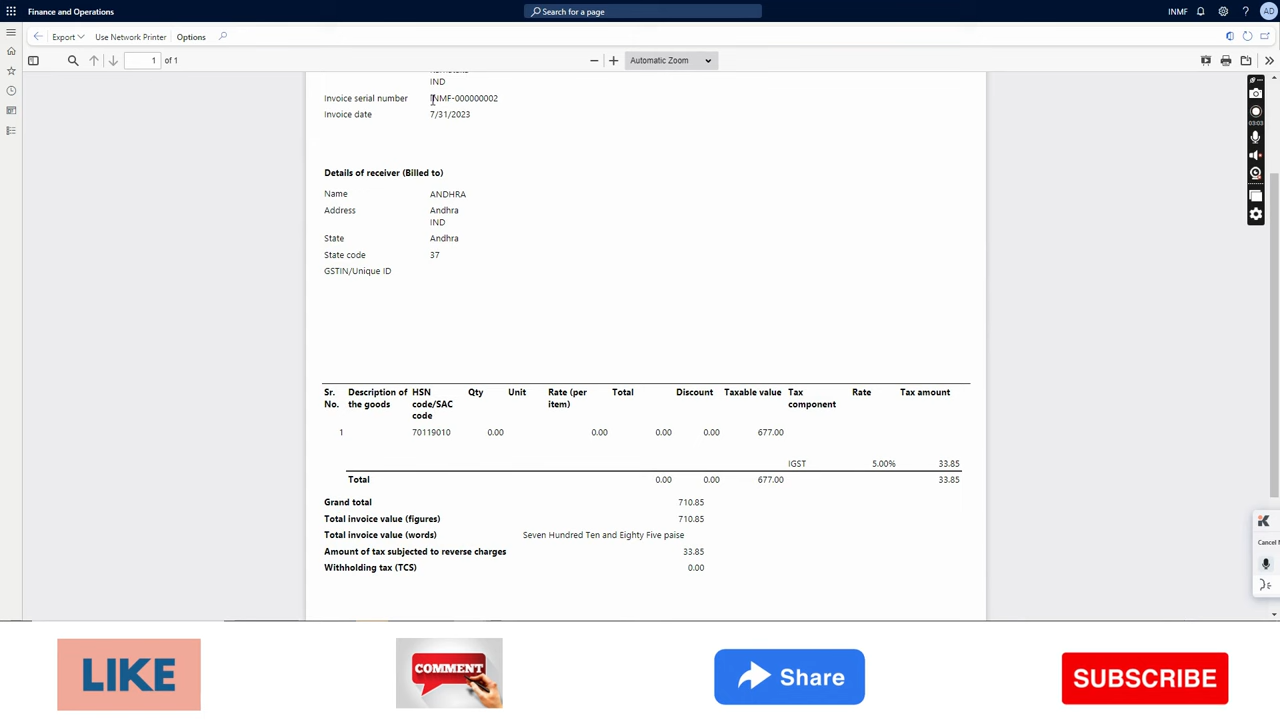 Finance and Operations
Search for a page
INMF
?
AD
Export
Use Network Printer
Options
1 of 1
Automatic Zoom
IND
Invoice serial number INMF-000000002
Invoice date 7/31/2023
03:03
Details of receiver (Billed to)
Name ANDHRA
Address Andhra
IND
State Andhra
State code 37
GSTIN/Unique ID
Sr. No. Description of the goods HSN code/SAC code Qty Unit Rate (per item) Total Discount Taxable value Tax component Rate Tax amount
1 70119010 0.00 0.00 0.00 0.00 677.00
IGST 5.00% 33.85
Total 0.00 0.00 677.00 33.85
Grand total 710.85
Total invoice value (figures) 710.85
Total invoice value (words) Seven Hundred Ten and Eighty Five paise
Amount of tax subjected to reverse charges 33.85
Withholding tax (TCS) 0.00
Cancel
LIKE
COMMENT
Share
SUBSCRIBE